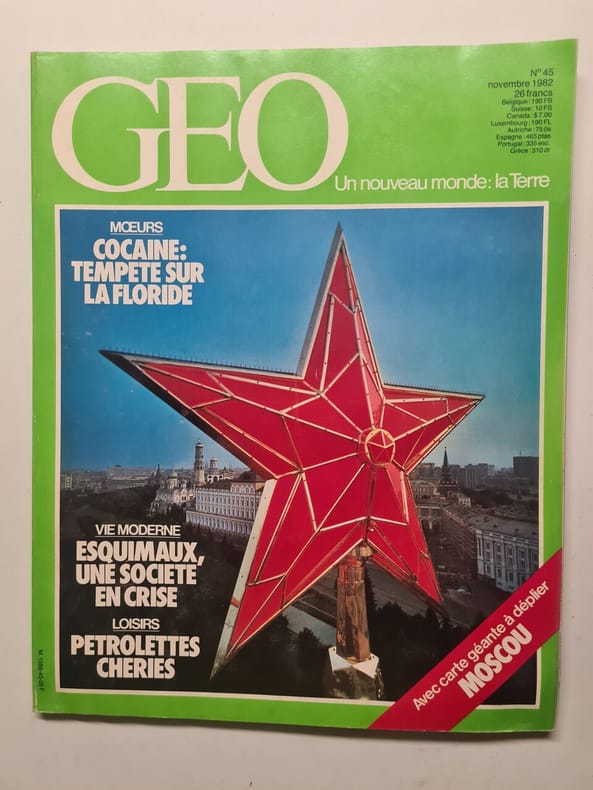 GEO
N° 45
novembre 1982
26 francs
Belgique : 190 FB
Suisse : 10 FS
Canada : $ 7.00
Luxembourg : 190 FL
Autriche : 75 ös
Espagne : 465 ptas
Portugal : 335 esc.
Grèce : 310 dr
Un nouveau monde : la Terre
MŒURS
COCAINE :
TEMPETE SUR
LA FLORIDE
VIE MODERNE
ESQUIMAUX,
UNE SOCIETE
EN CRISE
LOISIRS
PETROLETTES
CHERIES
Avec carte géante à déplier
MOSCOU